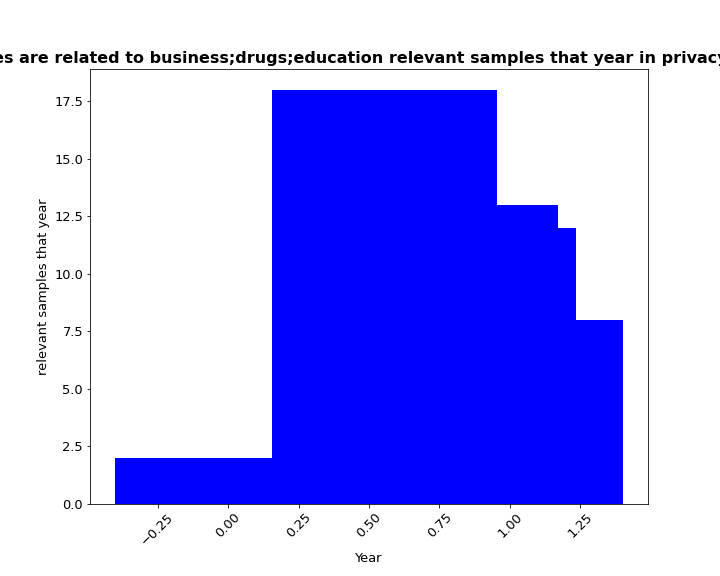 are related to business;drugs;education relevant samples that year in
17.5
15.0
12.5
10.0
7.5
5.0
2.5
0.0
relevant samples that year
−0.25 0.00 0.25 0.50 0.75 1.00 1.25
Year